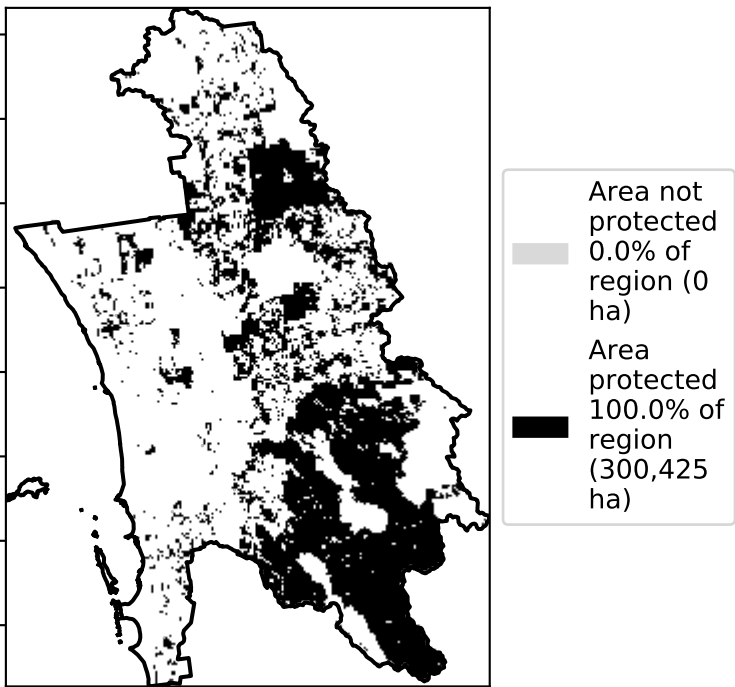 Area not
protected
0.0% of
region (0
ha)
Area
protected
100.0% of
region
(300,425
ha)